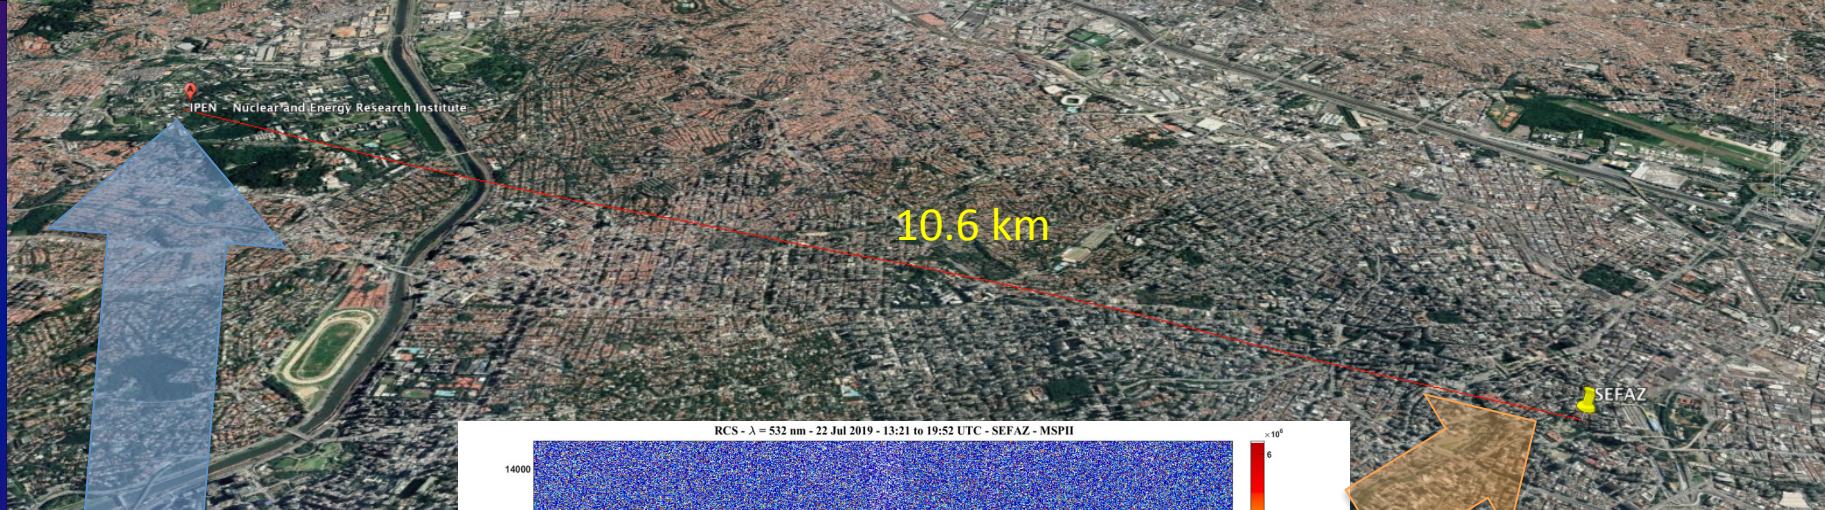 A
IPEN - Nuclear and Energy Research Institute
10.6 km
SEFAZ
RCS - λ = 532 nm - 22 Jul 2019 - 13:21 to 19:52 UTC - SEFAZ - MSPII
×10⁶
6
14000